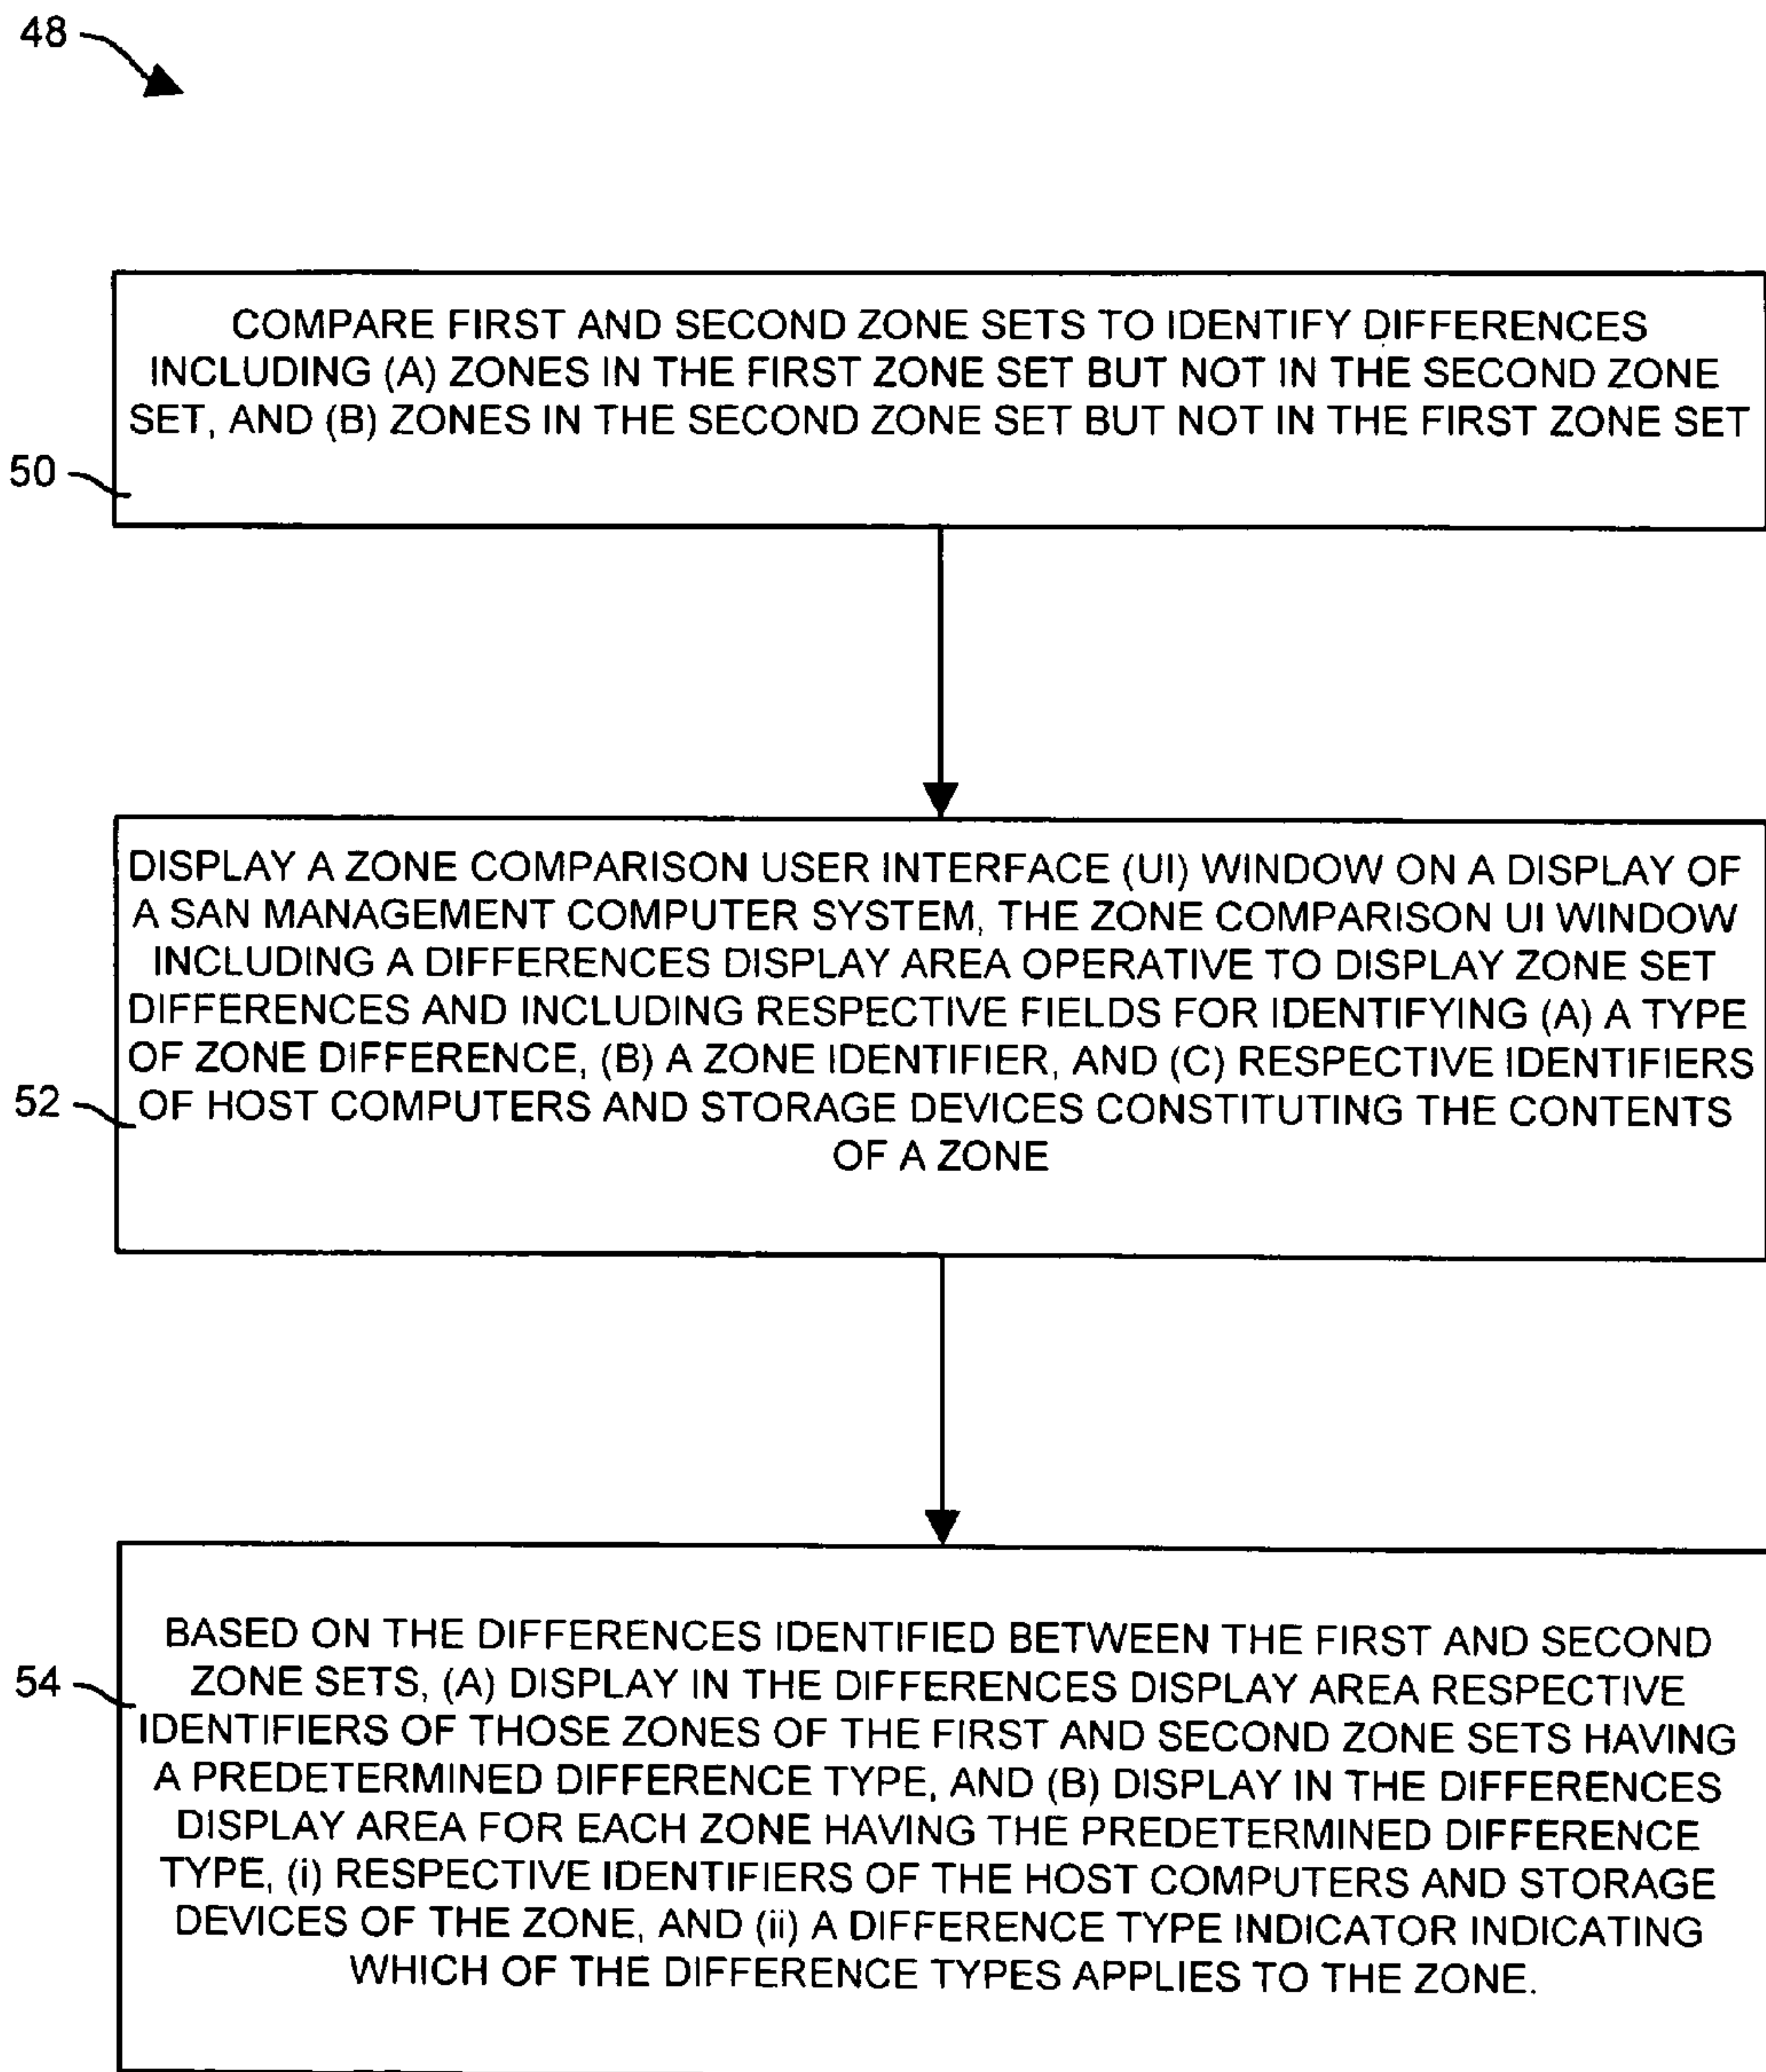 48
COMPARE FIRST AND SECOND ZONE SETS TO IDENTIFY DIFFERENCES
INCLUDING (A) ZONES IN THE FIRST ZONE SET BUT NOT IN THE SECOND ZONE
SET, AND (B) ZONES IN THE SECOND ZONE SET BUT NOT IN THE FIRST ZONE SET
50
DISPLAY A ZONE COMPARISON USER INTERFACE (UI) WINDOW ON A DISPLAY OF
A SAN MANAGEMENT COMPUTER SYSTEM, THE ZONE COMPARISON UI WINDOW
INCLUDING A DIFFERENCES DISPLAY AREA OPERATIVE TO DISPLAY ZONE SET
DIFFERENCES AND INCLUDING RESPECTIVE FIELDS FOR IDENTIFYING (A) A TYPE
OF ZONE DIFFERENCE, (B) A ZONE IDENTIFIER, AND (C) RESPECTIVE IDENTIFIERS
52
OF HOST COMPUTERS AND STORAGE DEVICES CONSTITUTING THE CONTENTS
OF A ZONE
BASED ON THE DIFFERENCES IDENTIFIED BETWEEN THE FIRST AND SECOND
54
ZONE SETS, (A) DISPLAY IN THE DIFFERENCES DISPLAY AREA RESPECTIVE
IDENTIFIERS OF THOSE ZONES OF THE FIRST AND SECOND ZONE SETS HAVING
A PREDETERMINED DIFFERENCE TYPE, AND (B) DISPLAY IN THE DIFFERENCES
DISPLAY AREA FOR EACH ZONE HAVING THE PREDETERMINED DIFFERENCE
TYPE, (i) RESPECTIVE IDENTIFIERS OF THE HOST COMPUTERS AND STORAGE
DEVICES OF THE ZONE, AND (ii) A DIFFERENCE TYPE INDICATOR INDICATING
WHICH OF THE DIFFERENCE TYPES APPLIES TO THE ZONE.